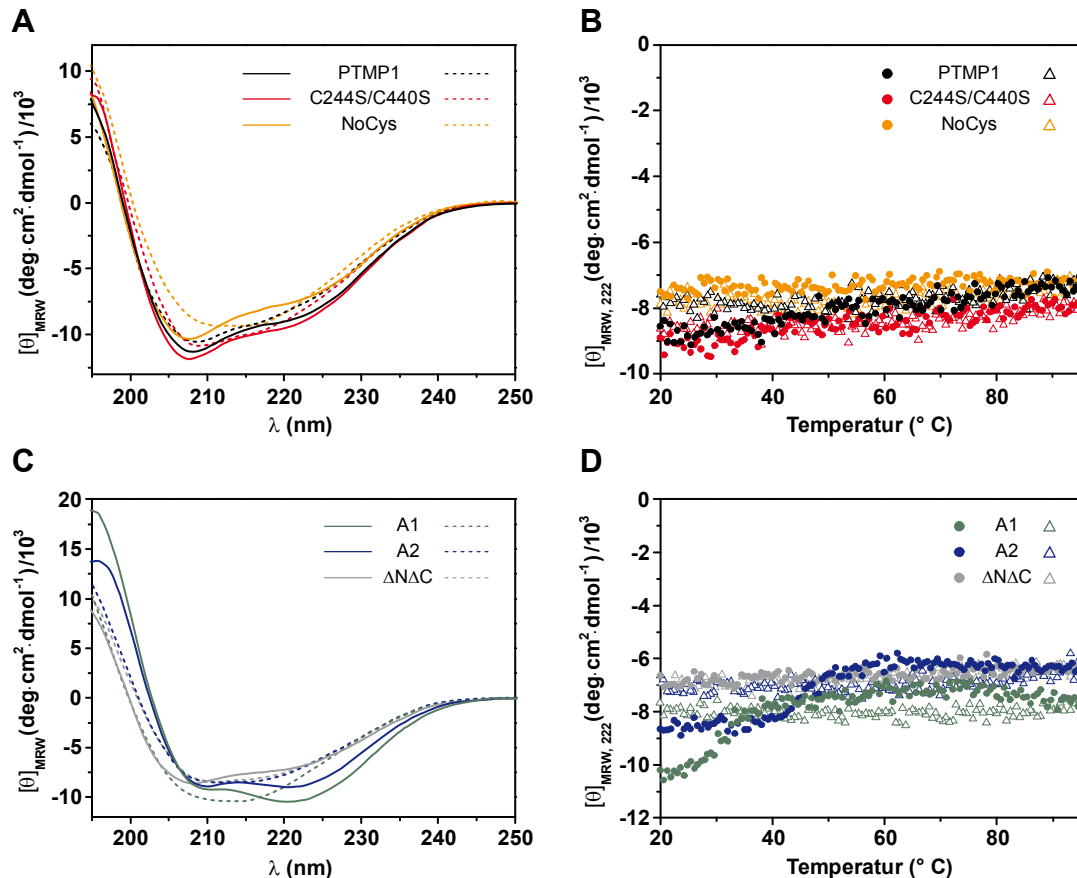 A
[θ]MRW (deg·cm²·dmol⁻¹)/10³
10
5
0
-5
-10
PTMP1
C244S/C440S
NoCys
200 210 220 230 240 250
λ (nm)
B
[θ]MRW, 222 (deg·cm²·dmol⁻¹)/10³
0
-2
-4
-6
-8
-10
PTMP1
C244S/C440S
NoCys
20 40 60 80
Temperatur (° C)
C
[θ]MRW (deg·cm²·dmol⁻¹)/10³
20
15
10
5
0
-5
-10
A1
A2
ΔNΔC
200 210 220 230 240 250
λ (nm)
D
[θ]MRW, 222 (deg·cm²·dmol⁻¹)/10³
0
-2
-4
-6
-8
-10
-12
A1
A2
ΔNΔC
20 40 60 80
Temperatur (° C)